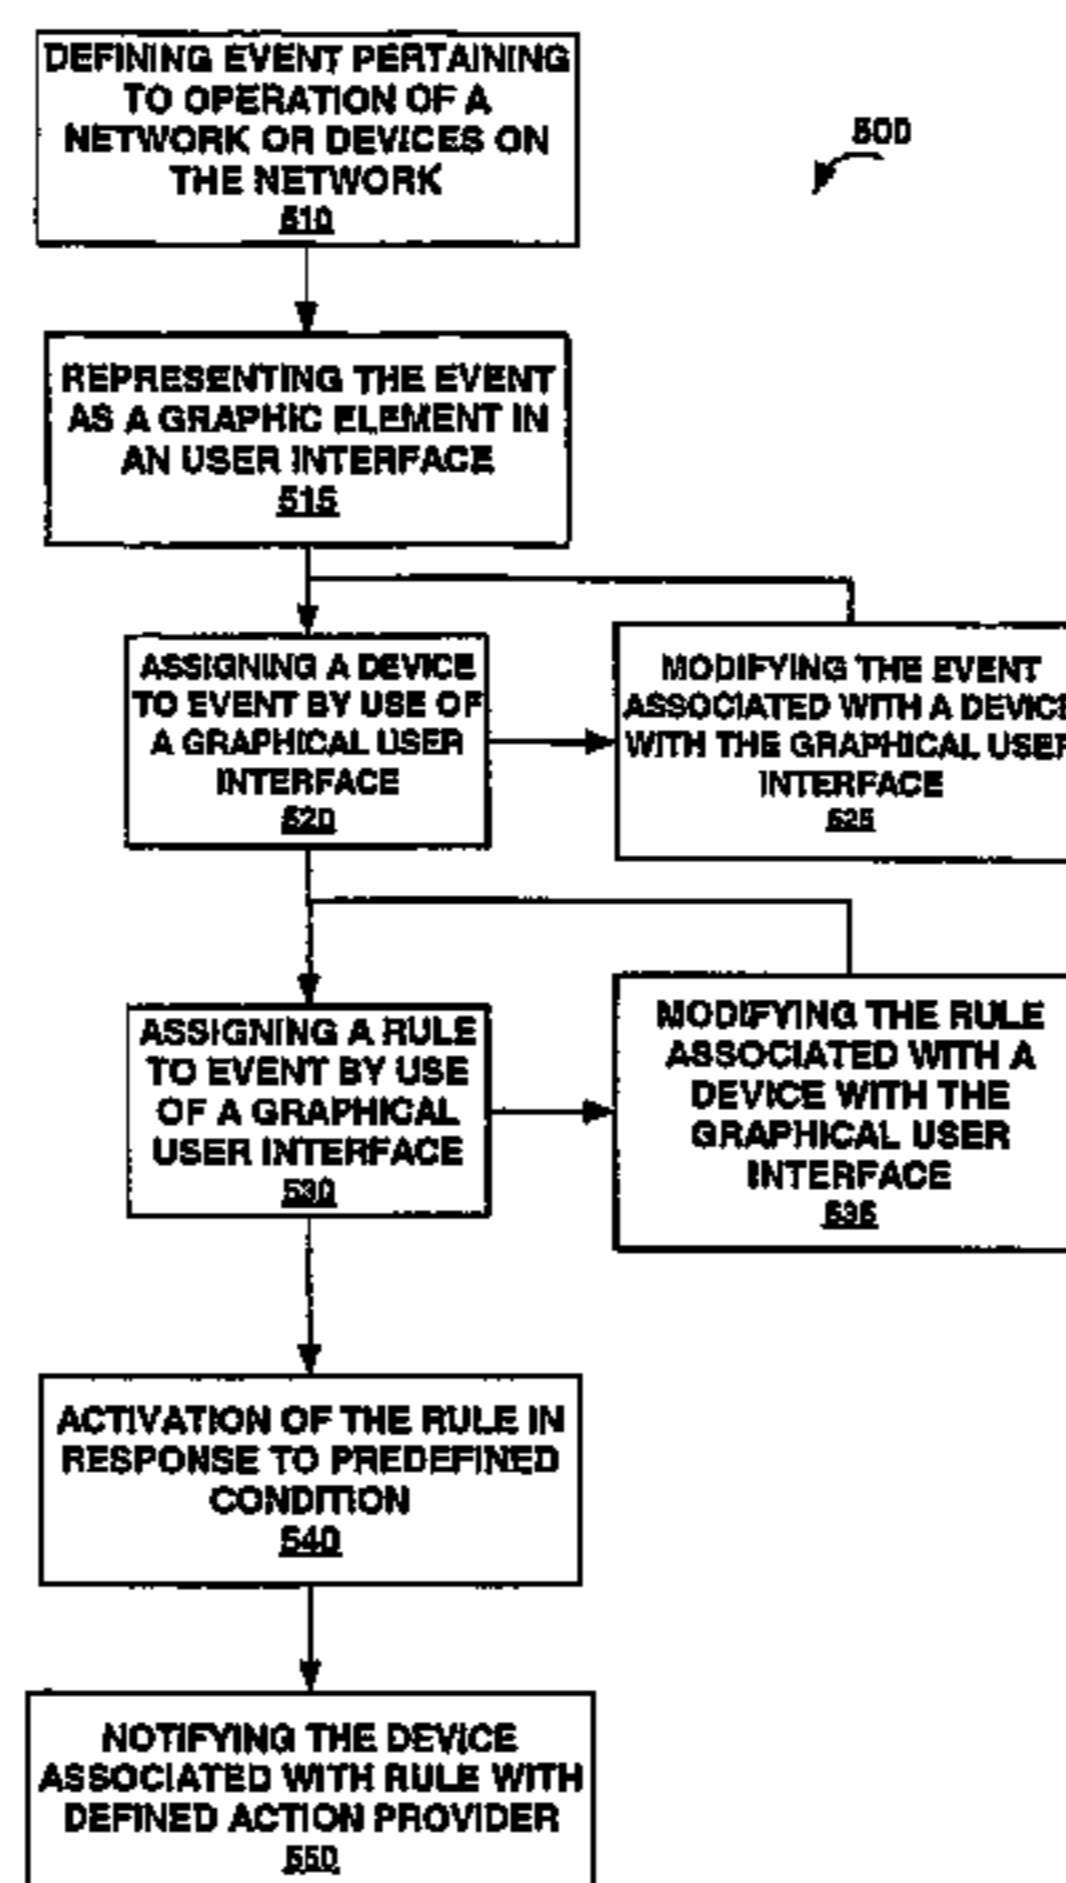 DEFINING EVENT PERTAINING
TO OPERATION OF A
NETWORK OR DEVICES ON
THE NETWORK
510
500
REPRESENTING THE EVENT
AS A GRAPHIC ELEMENT IN
AN USER INTERFACE
515
ASSIGNING A DEVICE
TO EVENT BY USE OF
A GRAPHICAL USER
INTERFACE
520
MODIFYING THE EVENT
ASSOCIATED WITH A DEVICE
WITH THE GRAPHICAL USER
INTERFACE
525
ASSIGNING A RULE
TO EVENT BY USE
OF A GRAPHICAL
USER INTERFACE
530
MODIFYING THE RULE
ASSOCIATED WITH A
DEVICE WITH THE
GRAPHICAL USER
INTERFACE
535
ACTIVATION OF THE RULE IN
RESPONSE TO PREDEFINED
CONDITION
540
NOTIFYING THE DEVICE
ASSOCIATED WITH RULE WITH
DEFINED ACTION PROVIDER
550